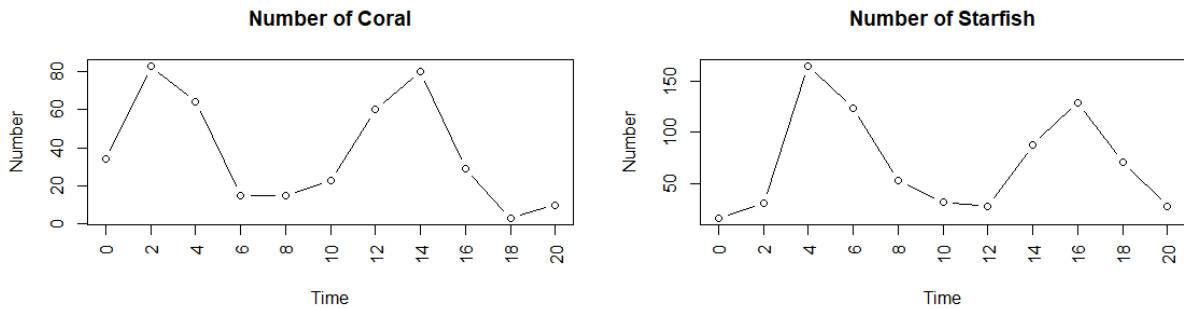 Number of Coral
Number
80
60
40
20
0
0 2 4 6 8 10 12 14 16 18 20
Time
Number of Starfish
Number
150
100
50
0 2 4 6 8 10 12 14 16 18 20
Time